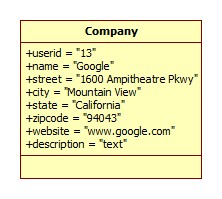 Company
+userid = "13"
+name = "Google"
+street = "1600 Ampitheatre Pkwy"
+city = "Mountain View"
+state = "California"
+zipcode = "94043"
+website = "www.google.com"
+description = "text"